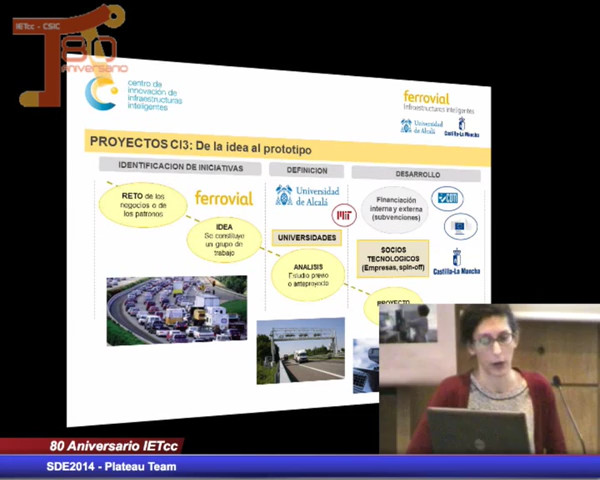 IETcc - CSIC
80
ANIVERSARIO
centro de
innovación de
infraestructuras
inteligentes
ferrovial
Infraestructuras inteligentes
Universidad
de Alcalá
Castilla-La Mancha
PROYECTOS CI3: De la idea al prototipo
IDENTIFICACION DE INICIATIVAS
DEFINICION
DESARROLLO
RETO de los
negocios o de
los patronos
ferrovial
IDEA
Se constituye
un grupo de
trabajo
Universidad
de Alcalá
MIT
UNIVERSIDADES
ANALISIS
Estudio previo
o anteproyecto
Financiación
interna y externa
(subvenciones)
CDTI
SOCIOS
TECNOLOGICOS
(Empresas, spin-off)
Castilla-La Mancha
PROYECTO
80 Aniversario IETcc
SDE2014 - Plateau Team